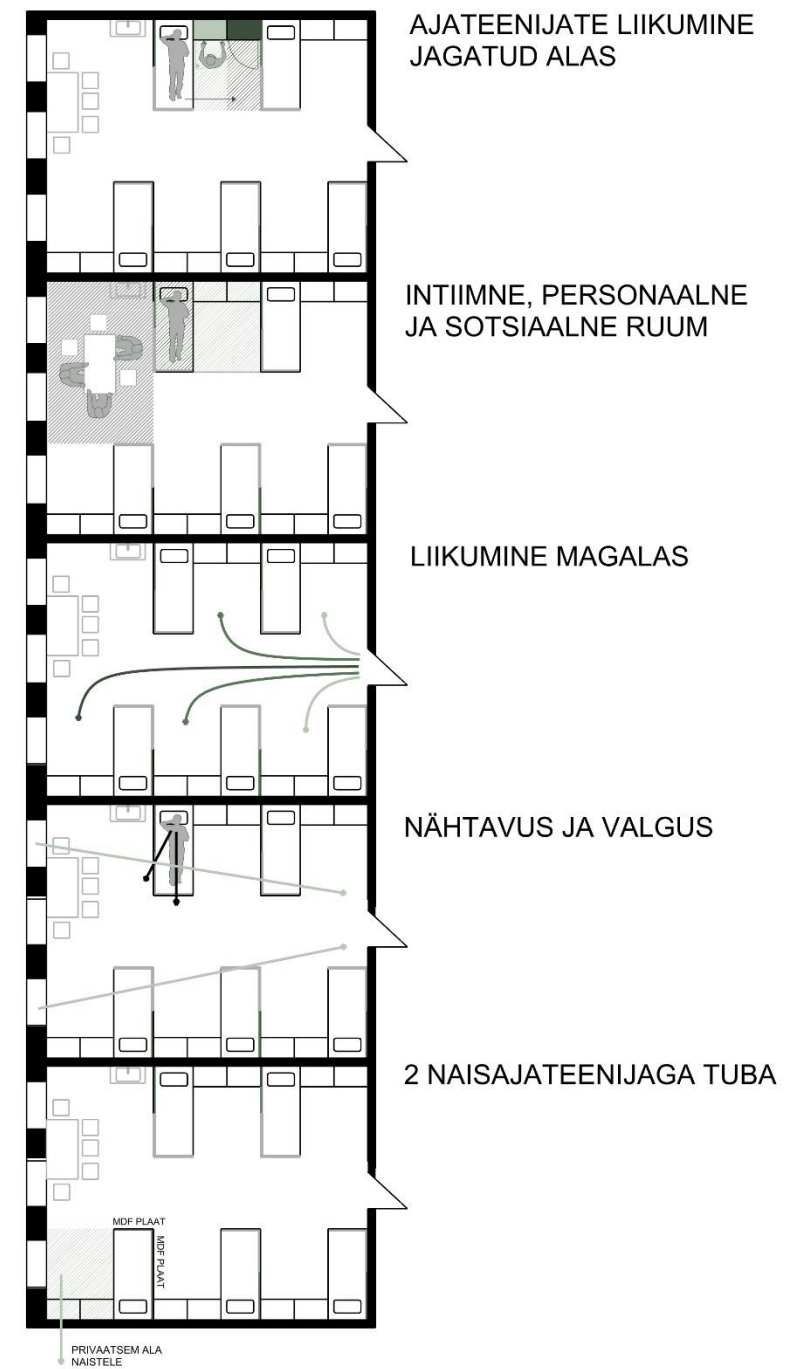 AJATEENIJATE LIIKUMINE
JAGATUD ALAS
INTIIMNE, PERSONAALNE
JA SOTSIAALNE RUUM
LIIKUMINE MAGALAS
NÄHTAVUS JA VALGUS
2 NAISAJATEENIJAGA TUBA
MDF PLAAT
MDF PLAAT
PRIVAATSEM ALA
NAISTELE